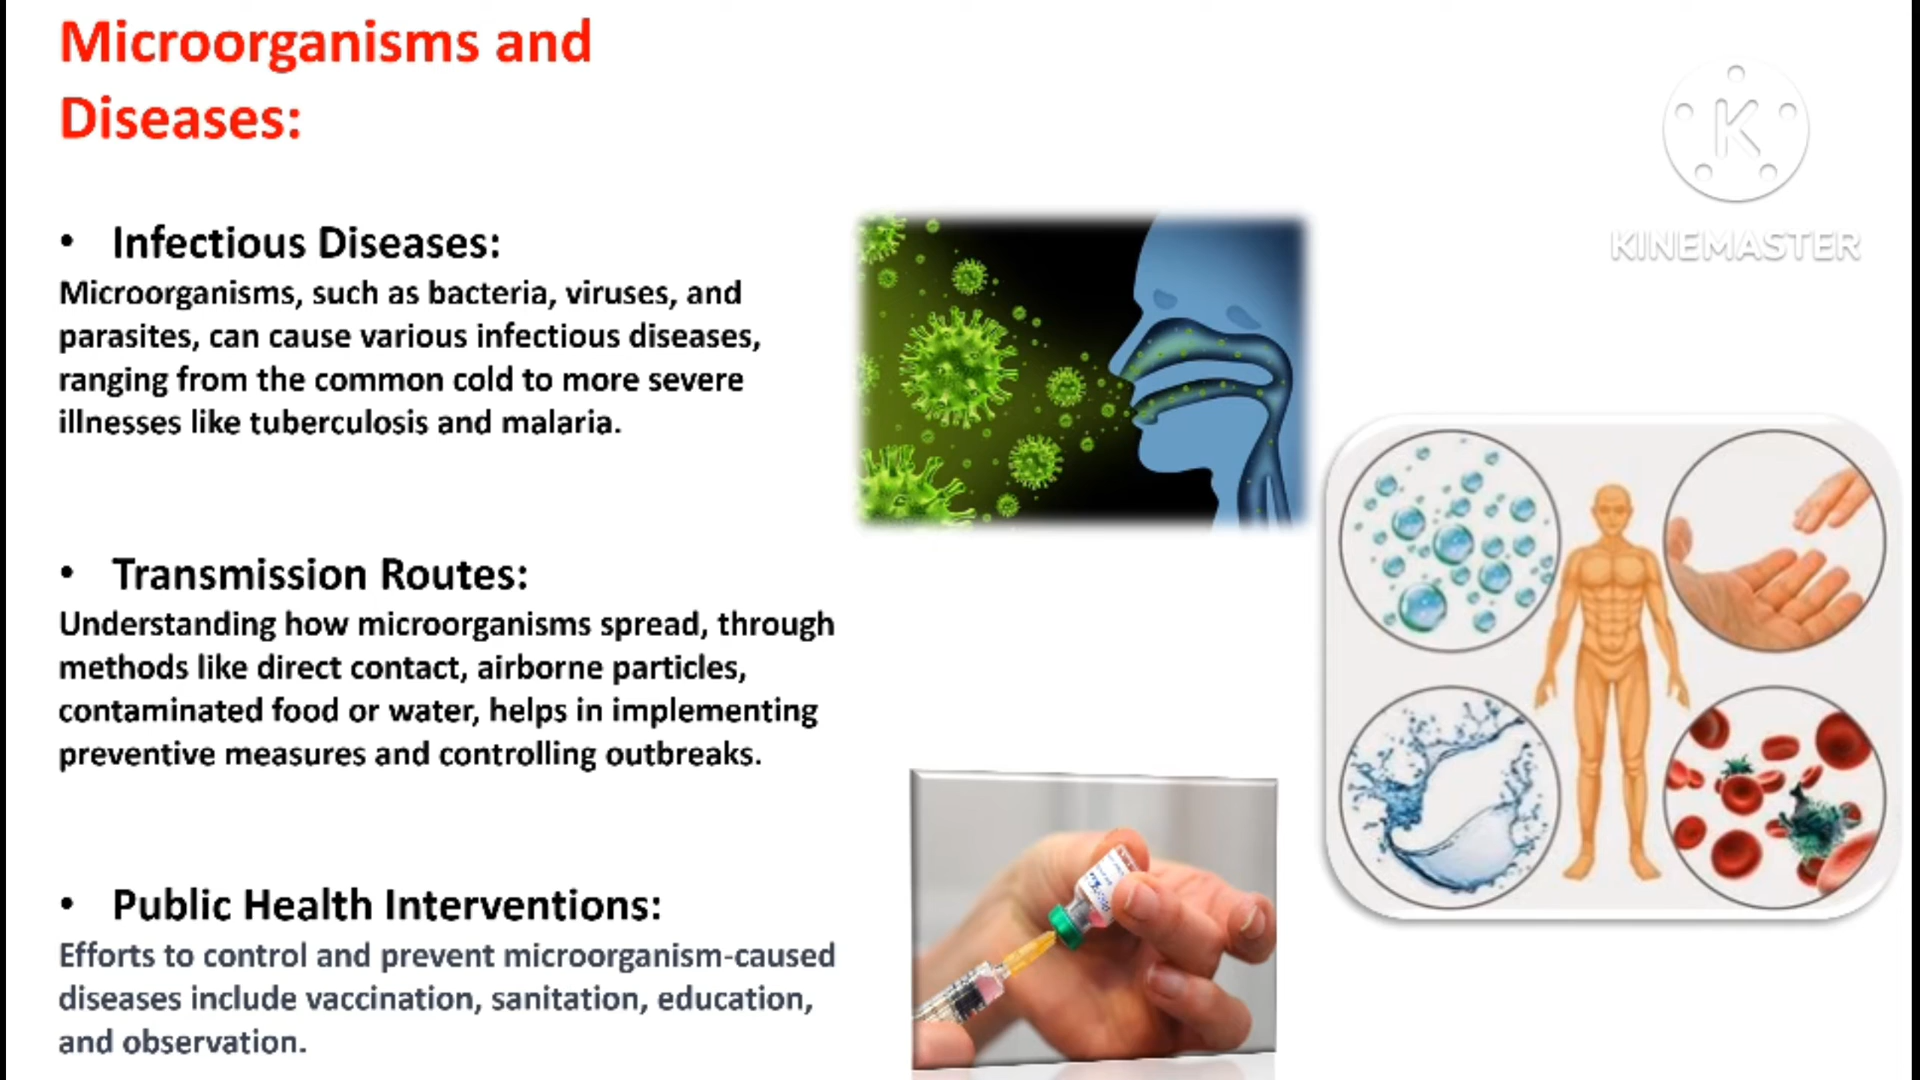 Microorganisms and
Diseases:
• Infectious Diseases:
Microorganisms, such as bacteria, viruses, and
parasites, can cause various infectious diseases,
ranging from the common cold to more severe
illnesses like tuberculosis and malaria.
• Transmission Routes:
Understanding how microorganisms spread, through
methods like direct contact, airborne particles,
contaminated food or water, helps in implementing
preventive measures and controlling outbreaks.
• Public Health Interventions:
Efforts to control and prevent microorganism-caused
diseases include vaccination, sanitation, education,
and observation.
K
KINEMASTER